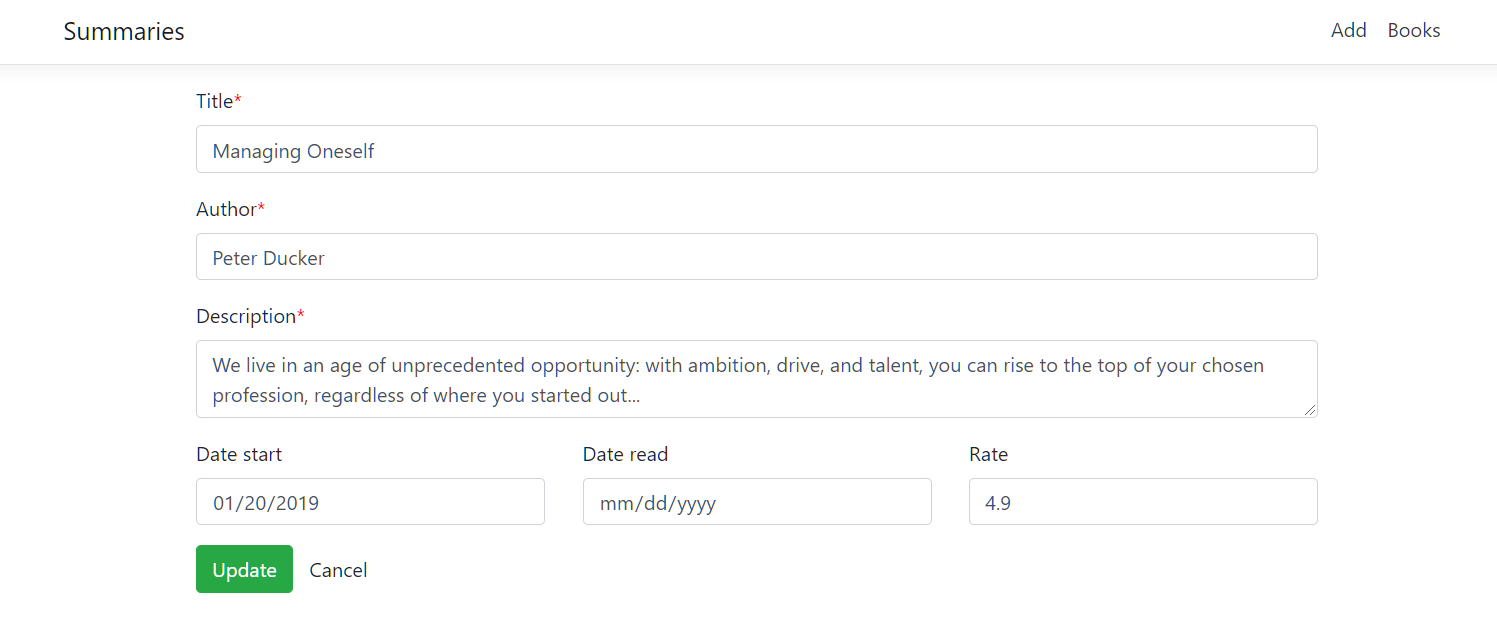 Summaries
Add Books
Title*
Managing Oneself
Author*
Peter Ducker
Description*
We live in an age of unprecedented opportunity: with ambition, drive, and talent, you can rise to the top of your chosen
profession, regardless of where you started out...
Date start Date read Rate
01/20/2019 mm/dd/yyyy 4.9
Update Cancel